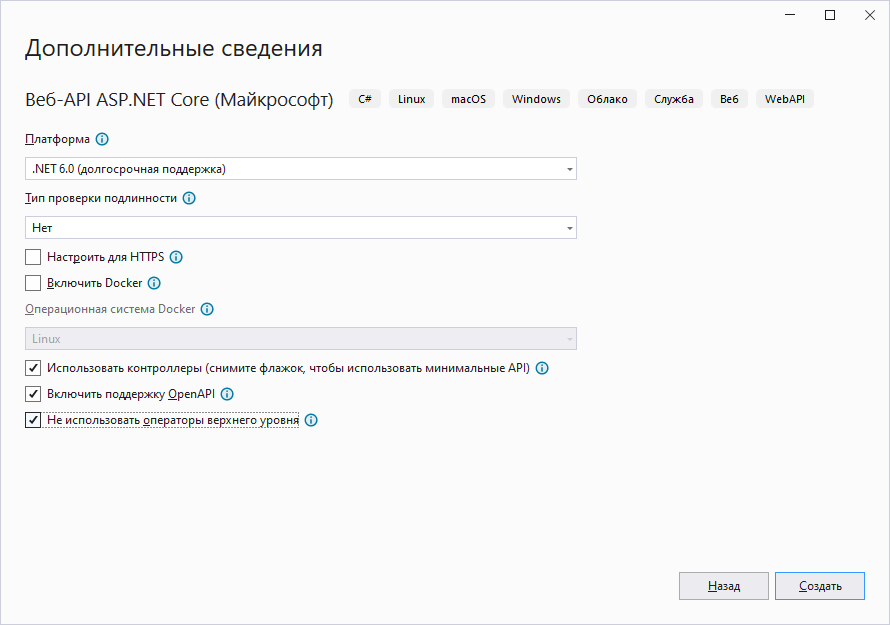 Дополнительные сведения
Веб-API ASP.NET Core (Майкрософт) C# Linux macOS Windows Облако Служба Веб WebAPI
Платформа
.NET 6.0 (долгосрочная поддержка)
Тип проверки подлинности
Нет
Настроить для HTTPS
Включить Docker
Операционная система Docker
Linux
Использовать контроллеры (снимите флажок, чтобы использовать минимальные API)
Включить поддержку OpenAPI
Не использовать операторы верхнего уровня
Назад Создать